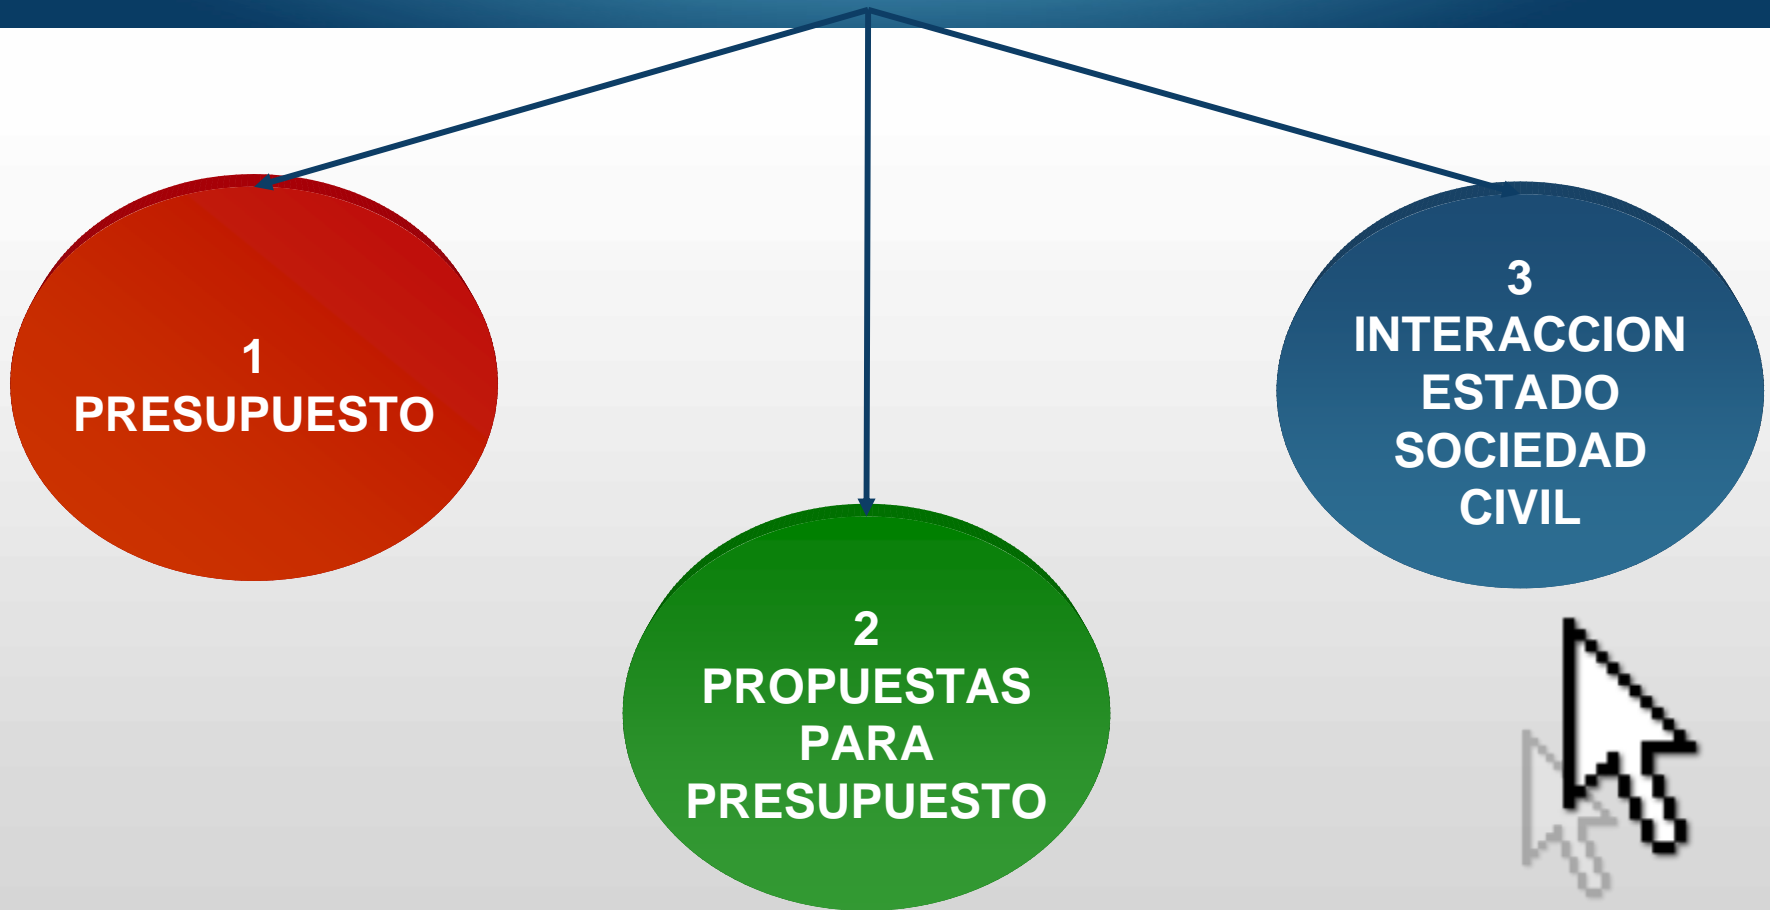 1
PRESUPUESTO
2
PROPUESTAS
PARA
PRESUPUESTO
3
INTERACCION
ESTADO
SOCIEDAD
CIVIL